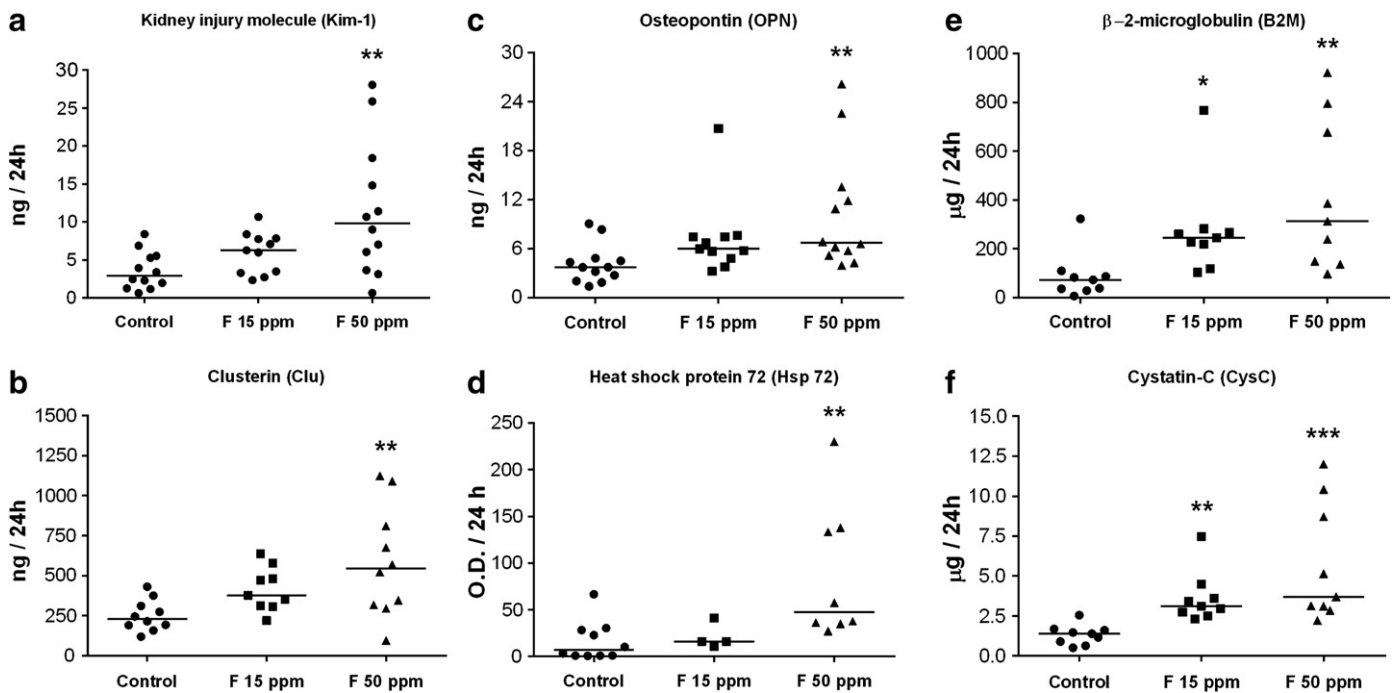 a
Kidney injury molecule (Kim-1)
**
30
25
20
15
10
5
0
ng / 24h
Control
F 15 ppm
F 50 ppm
c
Osteopontin (OPN)
**
30
24
18
12
6
0
ng / 24h
Control
F 15 ppm
F 50 ppm
e
β–2-microglobulin (B2M)
*
**
1000
800
600
400
200
0
µg / 24h
Control
F 15 ppm
F 50 ppm
b
Clusterin (Clu)
**
1500
1250
1000
750
500
250
0
ng / 24h
Control
F 15 ppm
F 50 ppm
d
Heat shock protein 72 (Hsp 72)
**
250
200
150
100
50
0
O.D. / 24 h
Control
F 15 ppm
F 50 ppm
f
Cystatin-C (CysC)
**
***
15.0
12.5
10.0
7.5
5.0
2.5
0.0
µg / 24h
Control
F 15 ppm
F 50 ppm